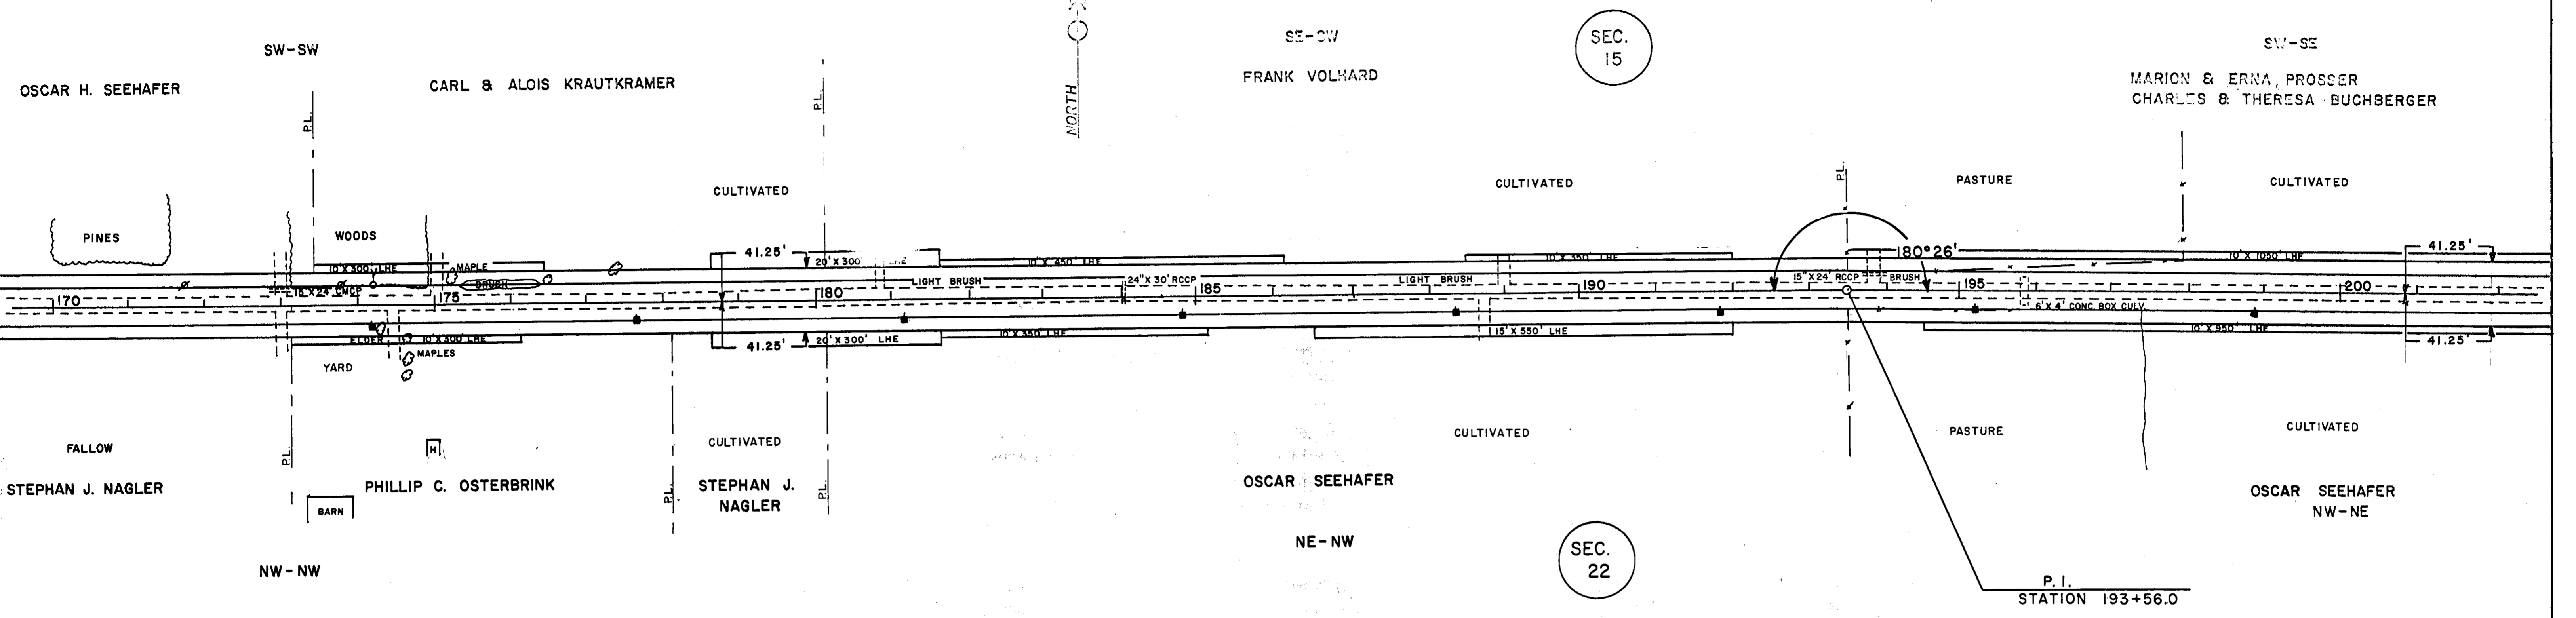 SW-SW
SE-SW
SEC.
15
SW-SE
OSCAR H. SEEHAFER
CARL & ALOIS KRAUTKRAMER
FRANK VOLHARD
MARION & ERNA PROSSER
CHARLES & THERESA BUCHBERGER
P.L.
P.L.
NORTH
P.L.
CULTIVATED
CULTIVATED
PASTURE
CULTIVATED
PINES
WOODS
41.25'
180°26'
41.25'
10'X300' LHE
MAPLE
20'X300' LHE
10'X 450' LHE
10'X 550' LHE
10'X 1050' LHE
BRUSH
LIGHT BRUSH
24"X 30' RCCP
LIGHT BRUSH
15"X 24' RCCP
BRUSH
15"X24' CMCP
170
175
180
185
190
195
200
6'X 4' CONC. BOX CULV.
ELDER
10'X300' LHE
20'X 300' LHE
10'X 350' LHE
15'X 550' LHE
10'X 950' LHE
41.25'
41.25'
MAPLES
YARD
FALLOW
H
CULTIVATED
CULTIVATED
PASTURE
CULTIVATED
P.L.
P.L.
P.L.
STEPHAN J. NAGLER
PHILLIP C. OSTERBRINK
STEPHAN J.
NAGLER
OSCAR SEEHAFER
OSCAR SEEHAFER
NW-NE
BARN
NE-NW
SEC.
22
NW-NW
P.I.
STATION 193+56.0